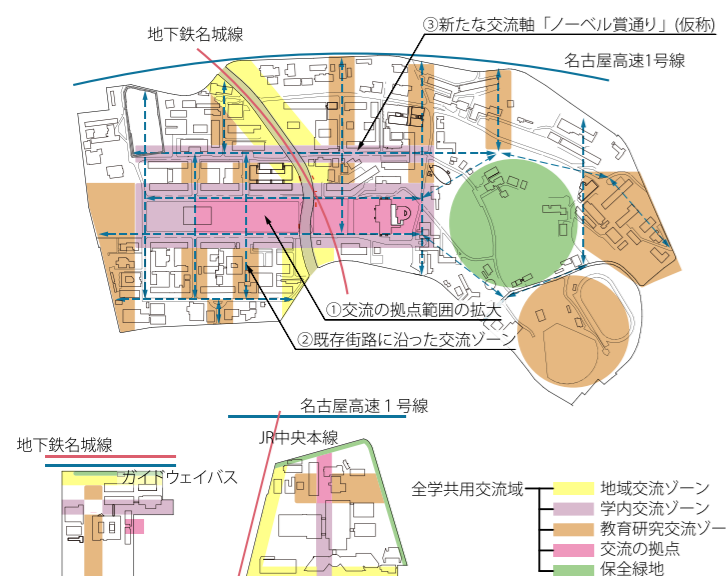 ③新たな交流軸「ノーベル賞通り」(仮称)
地下鉄名城線
名古屋高速1号線
①交流の拠点範囲の拡大
②既存街路に沿った交流ゾーン
名古屋高速1号線
地下鉄名城線
JR中央本線
ガイドウェイバス
全学共用交流域
地域交流ゾーン
学内交流ゾーン
教育研究交流ゾー
交流の拠点
保全緑地